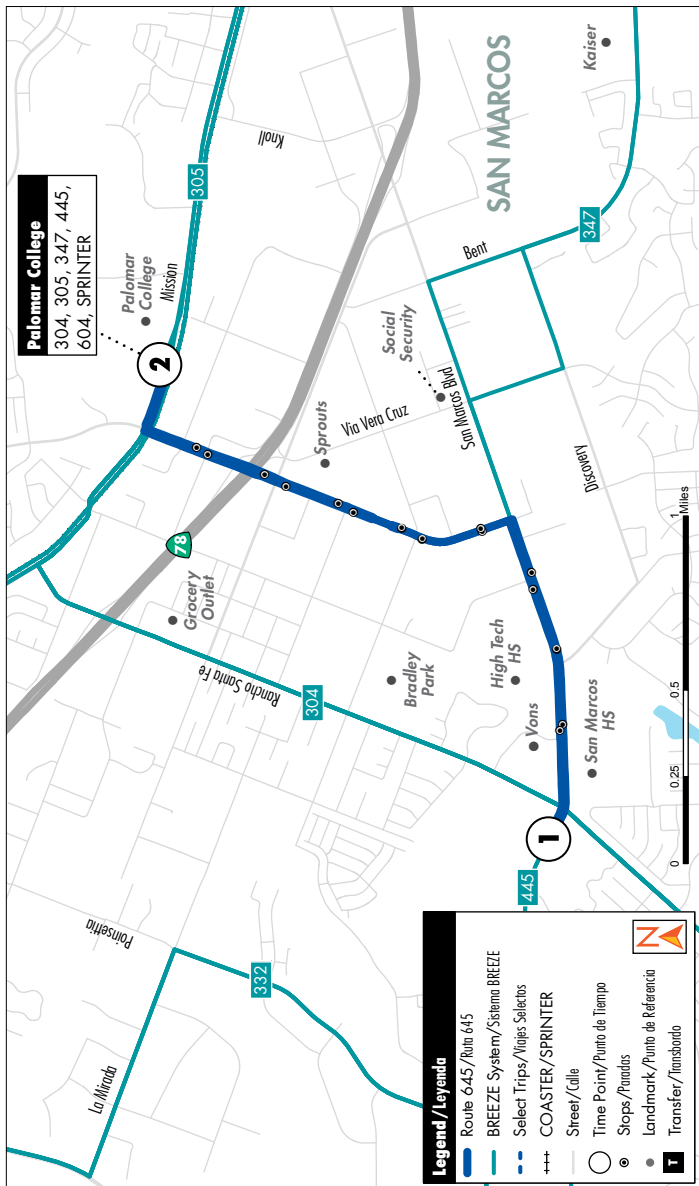 Palomar College
304, 305, 347, 445,
604, SPRINTER
2
Palomar
College
Mission
305
Knoll
SAN MARCOS
Kaiser
347
Bent
Social
Security
San Marcos Blvd
Via Vera Cruz
Sprouts
Discovery
78
Grocery
Outlet
Rancho Santa Fe
304
Bradley
Park
High Tech
HS
Vons
San Marcos
HS
1
445
Poinsettia
La Mirada
332
0
0.25
0.5
1
Miles
Legend/Leyenda
Route 645/Ruta 645
BREEZE System/Sistema BREEZE
Select Trips/Viajes Selectos
COASTER/SPRINTER
Street/Calle
Time Point/Punto de Tiempo
Stops/Paradas
Landmark/Punto de Referencia
T Transfer/Transbordo
N